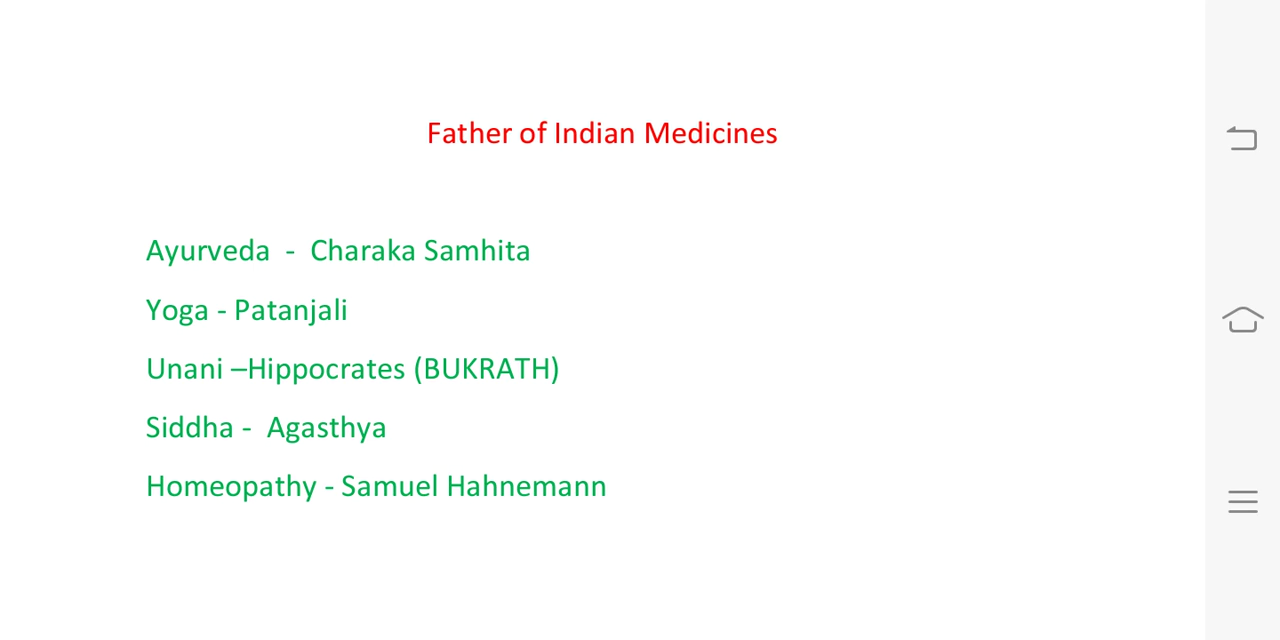 Father of Indian Medicines
Ayurveda  -  Charaka Samhita
Yoga - Patanjali
Unani –Hippocrates (BUKRATH)
Siddha -  Agasthya
Homeopathy - Samuel Hahnemann